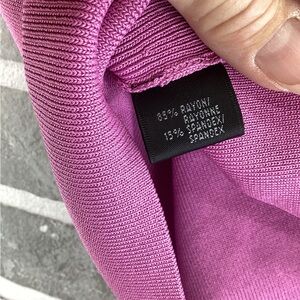 85% RAYON/
RAYONNE
15% SPANDEX/
SPANDEX